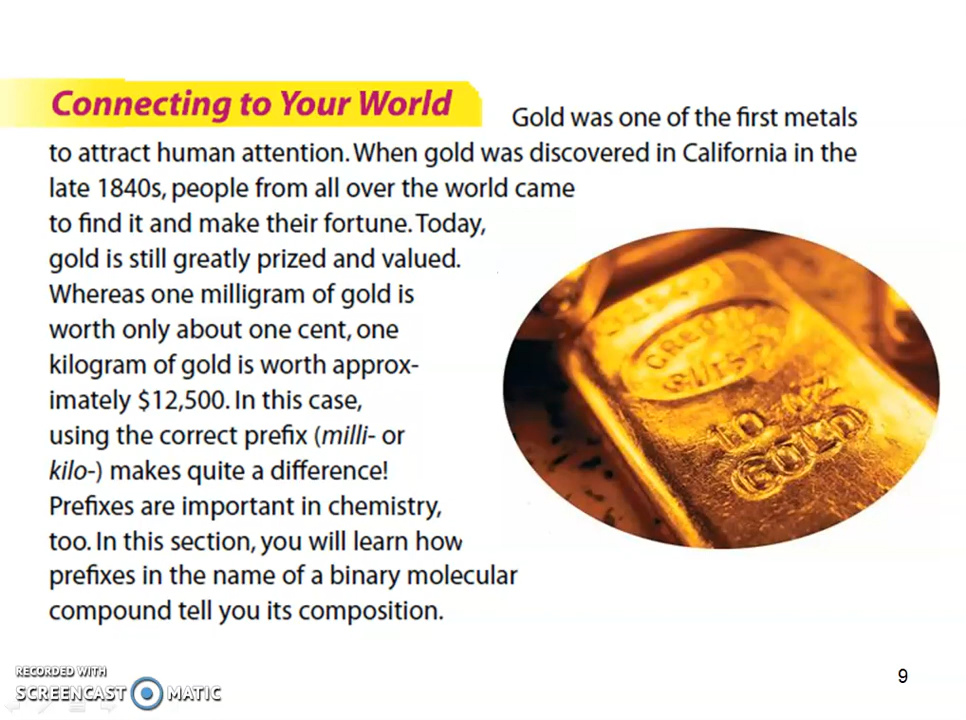 Connecting to Your World
Gold was one of the first metals
to attract human attention. When gold was discovered in California in the
late 1840s, people from all over the world came
to find it and make their fortune. Today,
gold is still greatly prized and valued.
Whereas one milligram of gold is
worth only about one cent, one
kilogram of gold is worth approx-
imately $12,500. In this case,
using the correct prefix (milli- or
kilo-) makes quite a difference!
Prefixes are important in chemistry,
too. In this section, you will learn how
prefixes in the name of a binary molecular
compound tell you its composition.
CREDIT
SUISSE
10 oz
GOLD
RECORDED WITH
SCREENCAST MATIC
9